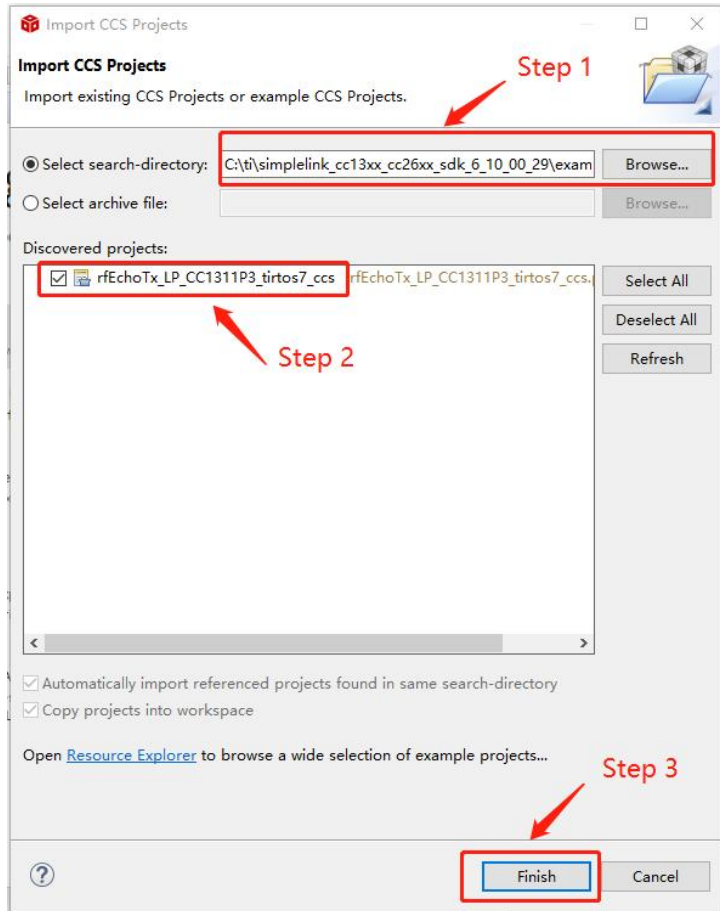 Import CCS Projects
Import CCS Projects
Step 1
Import existing CCS Projects or example CCS Projects.
Select search-directory: C:\ti\simplelink_cc13xx_cc26xx_sdk_6_10_00_29\exam Browse...
Select archive file: Browse...
Discovered projects:
rfEchoTx_LP_CC1311P3_tirtos7_ccs rfEchoTx_LP_CC1311P3_tirtos7_ccs. Select All
Deselect All
Step 2 Refresh
Automatically import referenced projects found in same search-directory
Copy projects into workspace
Open Resource Explorer to browse a wide selection of example projects...
Step 3
? Finish Cancel